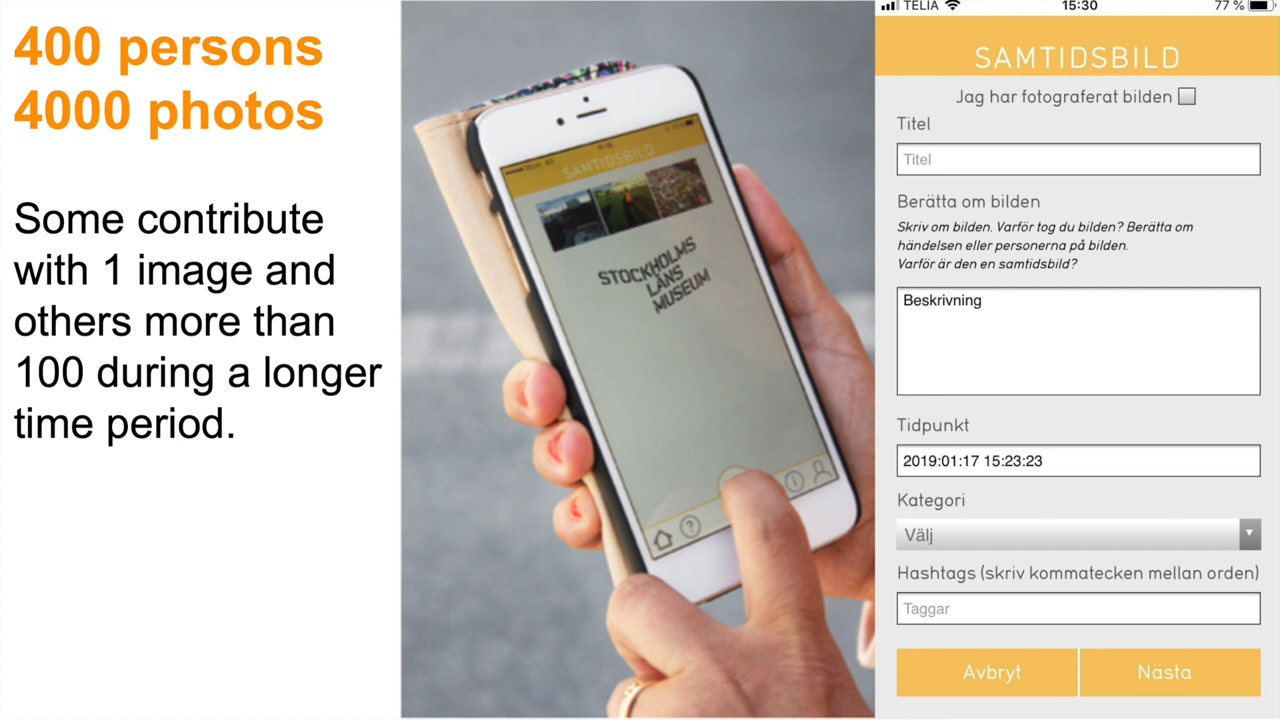 400 persons
4000 photos
Some contribute
with 1 image and
others more than
100 during a longer
time period.
SAMTIDSBILD
STOCKHOLMS
LÄNS
MUSEUM
TELIA 15:30 77 %
SAMTIDSBILD
Jag har fotograferat bilden
Titel
Titel
Berätta om bilden
Skriv om bilden. Varför tog du bilden? Berätta om
händelsen eller personerna på bilden.
Varför är den en samtidsbild?
Beskrivning
Tidpunkt
2019:01:17 15:23:23
Kategori
Välj
Hashtags (skriv kommatecken mellan orden)
Taggar
Avbryt Nästa